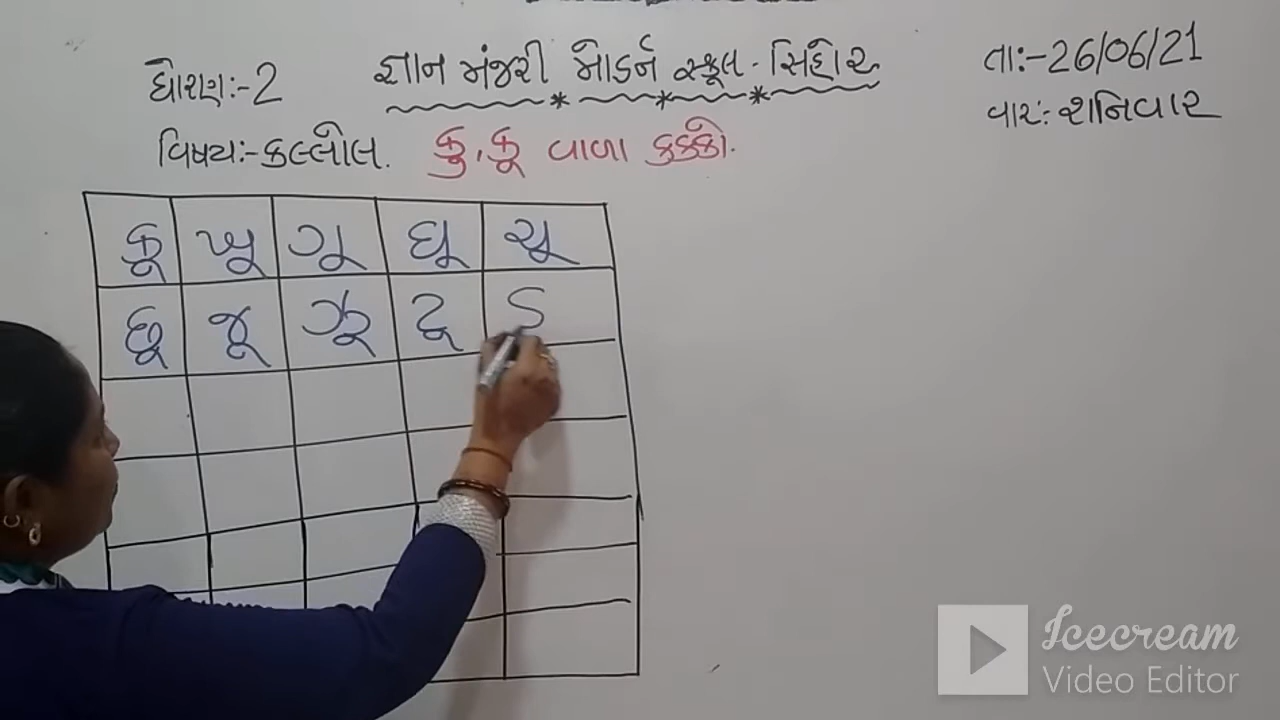 જ્ઞાન મંજરી મોડર્ન સ્કૂલ - સિહોર
ધોરણ:-2
તા:-26/06/21
વાર:- શનિવાર
વિષય:- કલ્લોલ.
કુ, કૂ વાળા કક્કો.
કૂ ખૂ ગૂ ઘૂ ચૂ
છૂ જૂ ઝૂ ટૂ ડ
Icecream
Video Editor